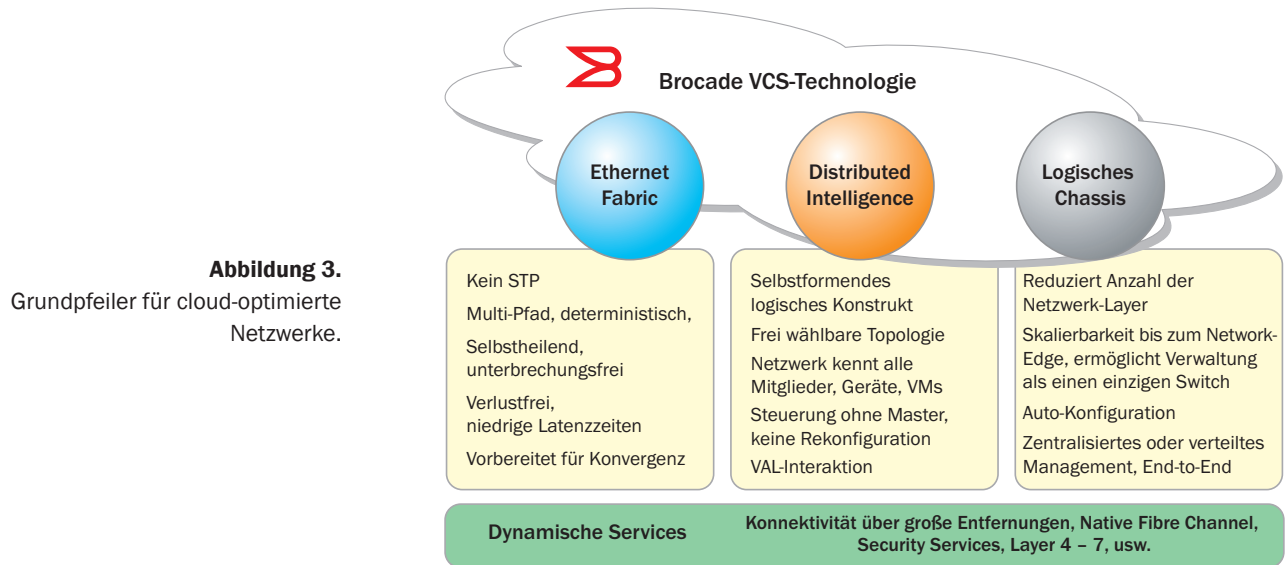 Brocade VCS-Technologie
Ethernet
Fabric
Distributed
Intelligence
Logisches
Chassis
Abbildung 3.
Grundpfeiler für cloud-optimierte
Netzwerke.
Kein STP
Multi-Pfad, deterministisch,
Selbstheilend,
unterbrechungsfrei
Verlustfrei,
niedrige Latenzzeiten
Vorbereitet für Konvergenz
Selbstformendes
logisches Konstrukt
Frei wählbare Topologie
Netzwerk kennt alle
Mitglieder, Geräte, VMs
Steuerung ohne Master,
keine Rekonfiguration
VAL-Interaktion
Reduziert Anzahl der
Netzwerk-Layer
Skalierbarkeit bis zum Network-
Edge, ermöglicht Verwaltung
als einen einzigen Switch
Auto-Konfiguration
Zentralisiertes oder verteiltes
Management, End-to-End
Dynamische Services
Konnektivität über große Entfernungen, Native Fibre Channel,
Security Services, Layer 4 – 7, usw.